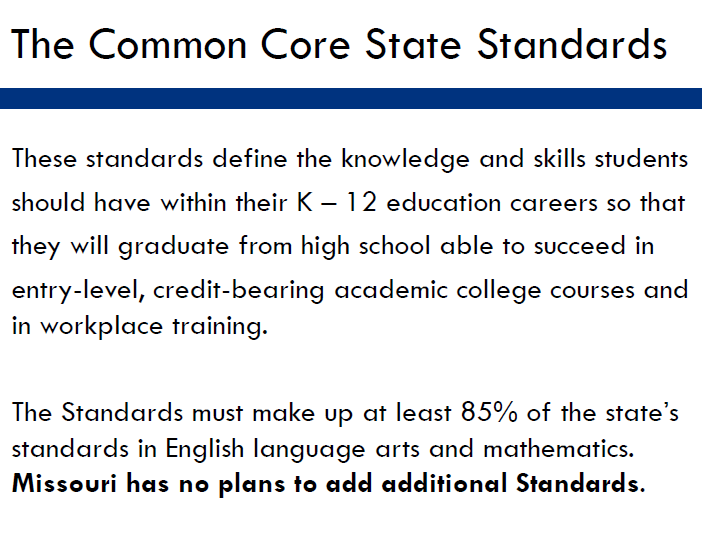 The Common Core State Standards
These standards define the knowledge and skills students
should have within their K – 12 education careers so that
they will graduate from high school able to succeed in
entry-level, credit-bearing academic college courses and
in workplace training.
The Standards must make up at least 85% of the state’s
standards in English language arts and mathematics.
Missouri has no plans to add additional Standards.